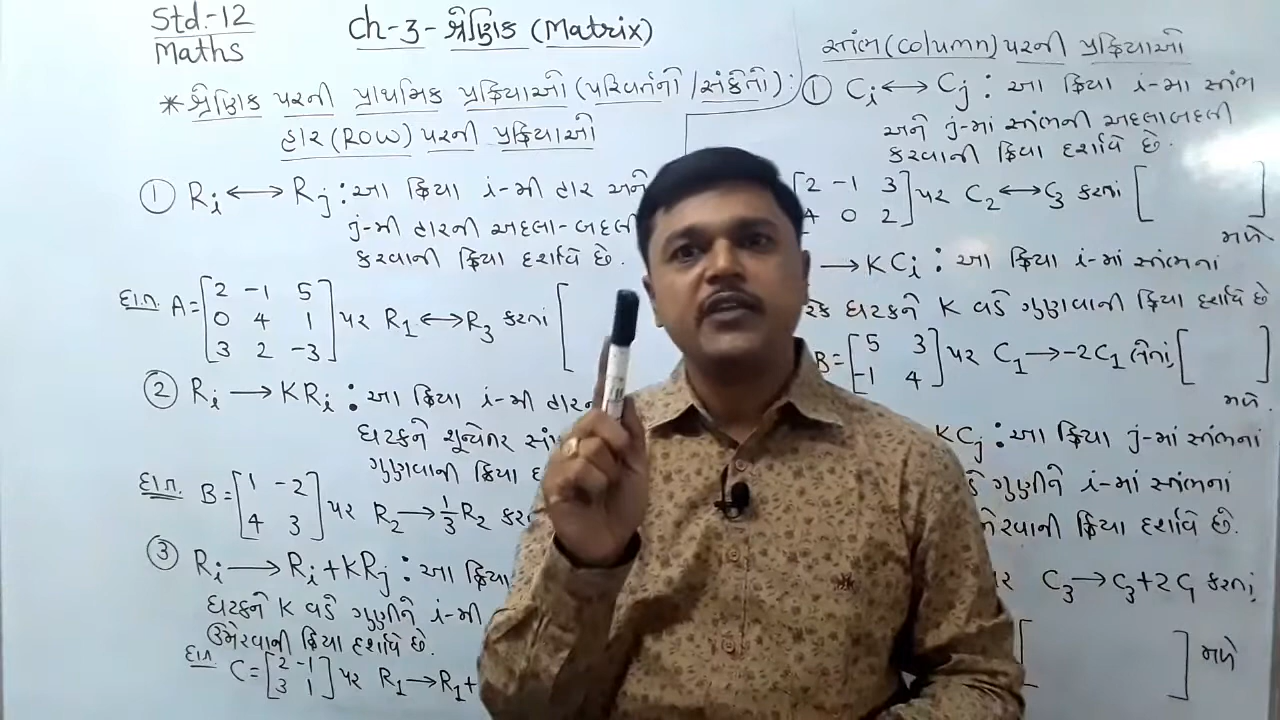 Std.-12
Maths
Ch-3-શ્રેણિક (Matrix)
*શ્રેણિક પરની પ્રાથમિક પ્રક્રિયાઓ (પરિવર્તનો/સંકેતો):
હાર (ROW) પરની પ્રક્રિયાઓ
① Ri ↔ Rj : આ ક્રિયા i-મી હાર અને
j-મી હારની અદલા-બદલી
કરવાની ક્રિયા દર્શાવે છે.
દા.ત. A = [2 -1 5
0 4 1
3 2 -3] પર R1 ↔ R3 કરતાં [
② Ri → KRi : આ ક્રિયા i-મી હારન
ઘટકને શૂન્યેતર
ગુણવાની ક્રિયા
દા.ત. B = [1 -2
4 3] પર R2 → 1/3 R2 કર
③ Ri → Ri + KRj : આ ક્રિયા
ઘટકને K વડે ગુણીને i-મી
ઉમેરવાની ક્રિયા દર્શાવે છે.
દા.ત. C = [2 -1
3 1] પર R1 → R1 +
સ્તંભ (column) પરની પ્રક્રિયાઓ
① Ci ↔ Cj : આ ક્રિયા i-માં સ્તંભ
અને j-માં સ્તંભની અદલાબદલી
કરવાની ક્રિયા દર્શાવે છે.
[2 -1 3
4 0 2] પર C2 ↔ C3 કરતાં [ ]
મળે
→ KCi : આ ક્રિયા i-માં સ્તંભનાં
ઘટકને K વડે ગુણવાની ક્રિયા દર્શાવે છે
B = [5 3
-1 4] પર C1 → -2C1 લેતાં, [ ]
મળે.
KCj : આ ક્રિયા j-માં સ્તંભનાં
ગુણીને i-માં સ્તંભનાં
ક્રિયા દર્શાવે છે.
C3 → C3 + 2C1 કરતાં,
[ ] મળે